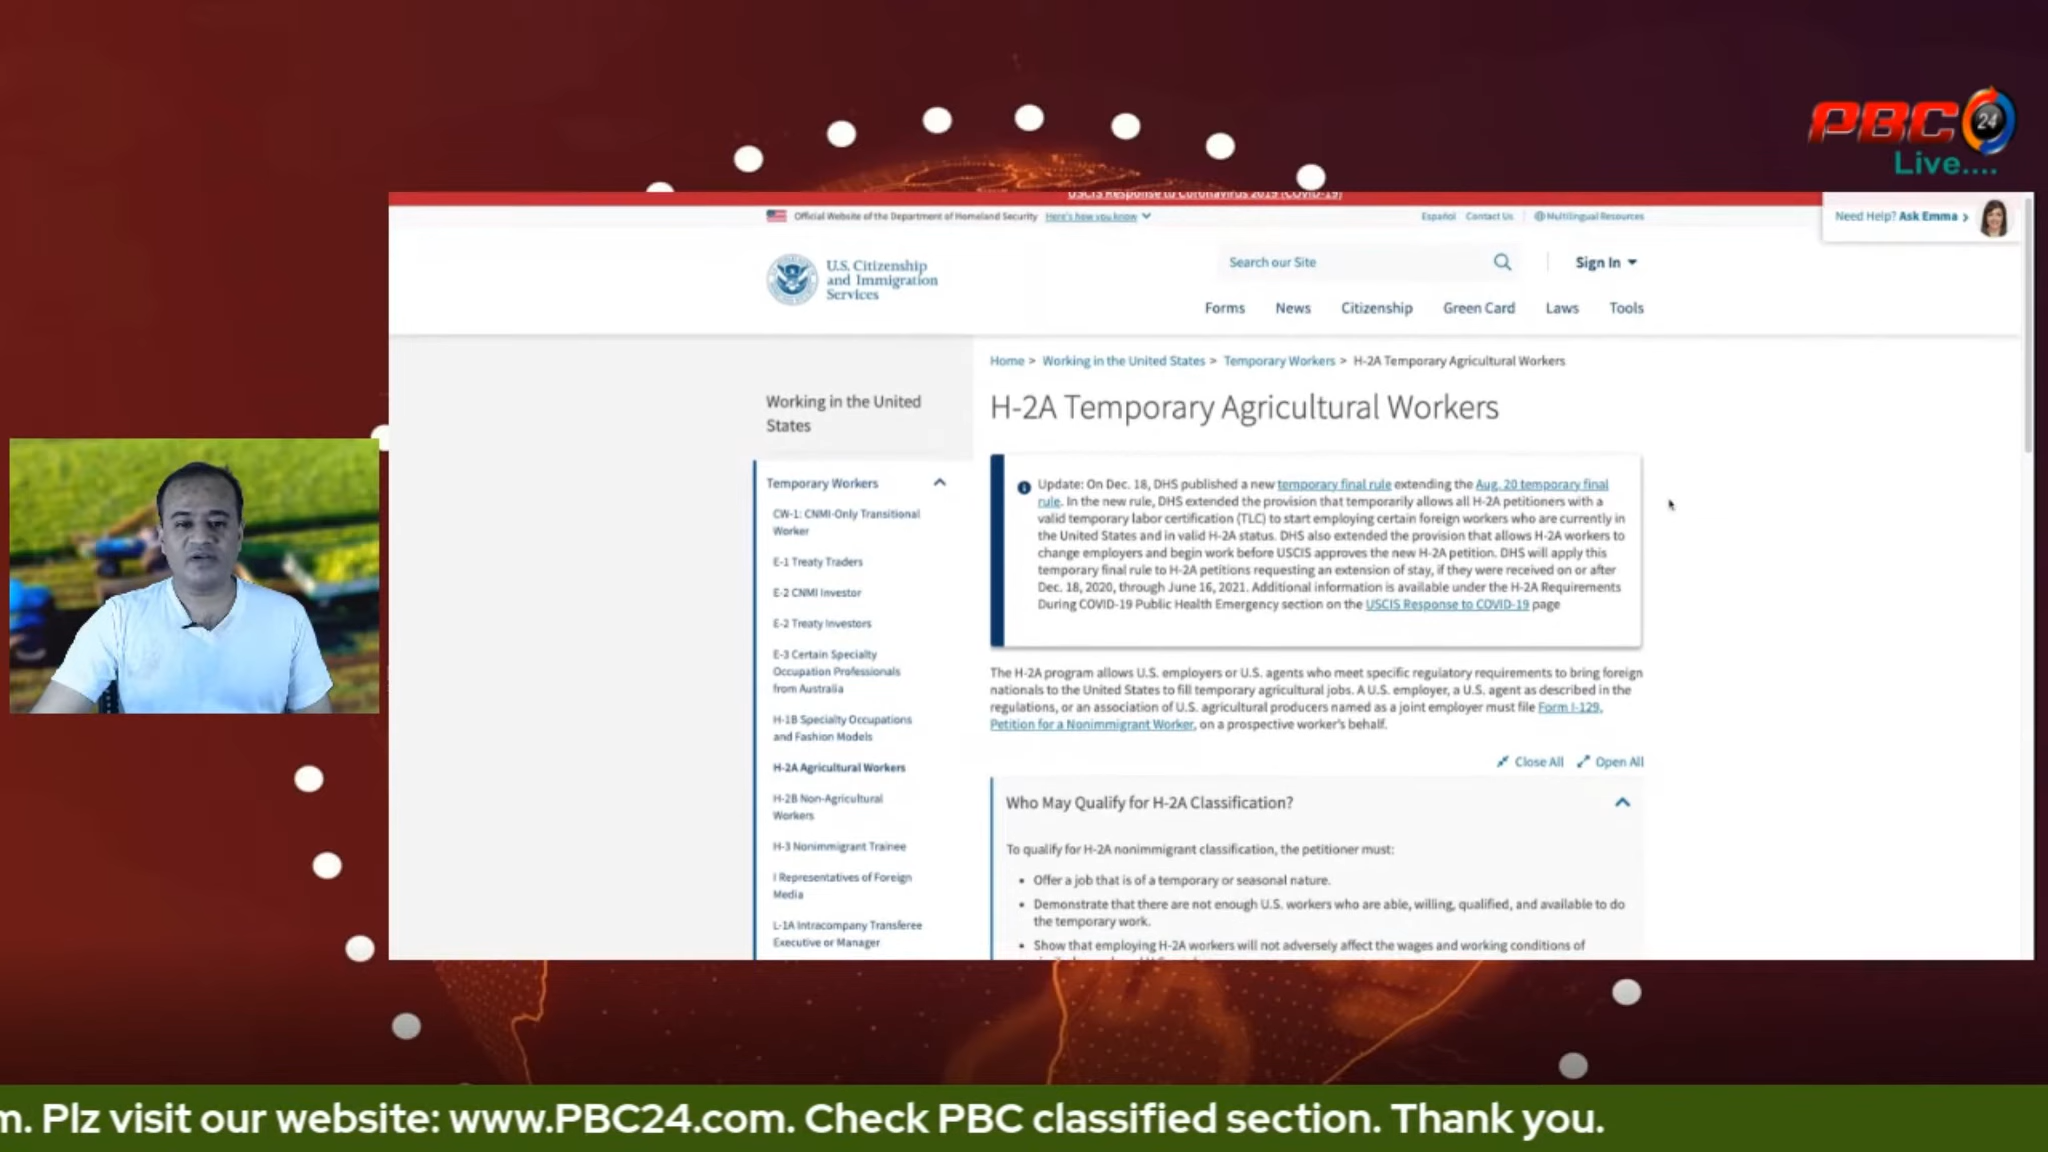 PBC 24
Live....
USCIS Response to Coronavirus 2019 (COVID-19)
Official Website of the Department of Homeland Security Here's how you know
Español Contact Us Multilingual Resources
Need Help? Ask Emma
U.S. Citizenship
and Immigration
Services
Search our Site
Sign In
Forms News Citizenship Green Card Laws Tools
Home > Working in the United States > Temporary Workers > H-2A Temporary Agricultural Workers
H-2A Temporary Agricultural Workers
Working in the United
States
Temporary Workers
CW-1: CNMI-Only Transitional
Worker
E-1 Treaty Traders
E-2 CNMI Investor
E-2 Treaty Investors
E-3 Certain Specialty
Occupation Professionals
from Australia
H-1B Specialty Occupations
and Fashion Models
H-2A Agricultural Workers
H-2B Non-Agricultural
Workers
H-3 Nonimmigrant Trainee
I Representatives of Foreign
Media
L-1A Intracompany Transferee
Executive or Manager
Update: On Dec. 18, DHS published a new temporary final rule extending the Aug. 20 temporary final
rule. In the new rule, DHS extended the provision that temporarily allows all H-2A petitioners with a
valid temporary labor certification (TLC) to start employing certain foreign workers who are currently in
the United States and in valid H-2A status. DHS also extended the provision that allows H-2A workers to
change employers and begin work before USCIS approves the new H-2A petition. DHS will apply this
temporary final rule to H-2A petitions requesting an extension of stay, if they were received on or after
Dec. 18, 2020, through June 16, 2021. Additional information is available under the H-2A Requirements
During COVID-19 Public Health Emergency section on the USCIS Response to COVID-19 page
The H-2A program allows U.S. employers or U.S. agents who meet specific regulatory requirements to bring foreign
nationals to the United States to fill temporary agricultural jobs. A U.S. employer, a U.S. agent as described in the
regulations, or an association of U.S. agricultural producers named as a joint employer must file Form I-129,
Petition for a Nonimmigrant Worker, on a prospective worker's behalf.
Close All Open All
Who May Qualify for H-2A Classification?
To qualify for H-2A nonimmigrant classification, the petitioner must:
• Offer a job that is of a temporary or seasonal nature.
• Demonstrate that there are not enough U.S. workers who are able, willing, qualified, and available to do
the temporary work.
• Show that employing H-2A workers will not adversely affect the wages and working conditions of
m. Plz visit our website: www.PBC24.com. Check PBC classified section. Thank you.